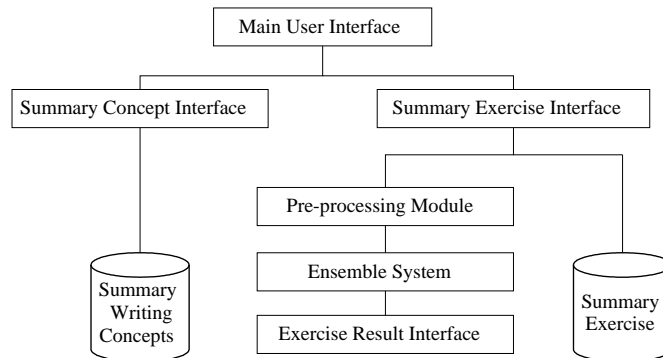 Main User Interface
Summary Concept Interface
Summary Exercise Interface
Pre-processing Module
Ensemble System
Exercise Result Interface
Summary
Writing
Concepts
Summary
Exercise